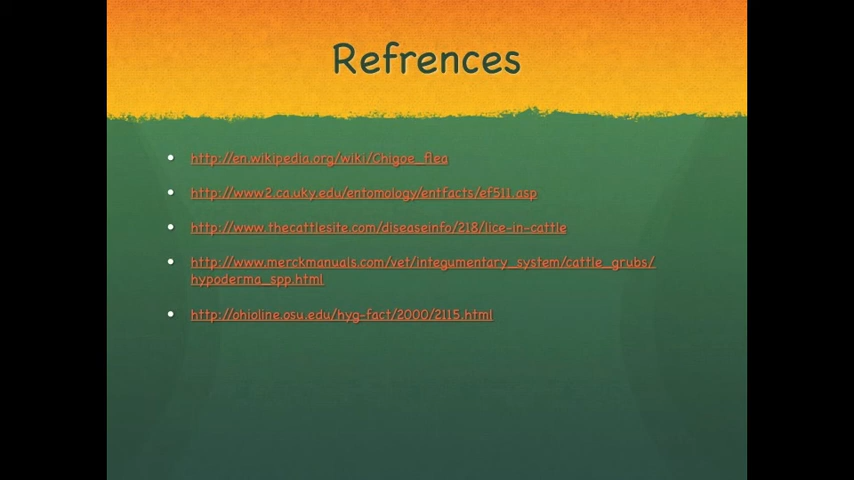 Refrences
http://en.wikipedia.org/wiki/Chigoe_flea
http://www2.ca.uky.edu/entomology/entfacts/ef511.asp
http://www.thecattlesite.com/diseaseinfo/218/lice-in-cattle
http://www.merckmanuals.com/vet/integumentary_system/cattle_grubs/
hypoderma_spp.html
http://ohioline.osu.edu/hyg-fact/2000/2115.html